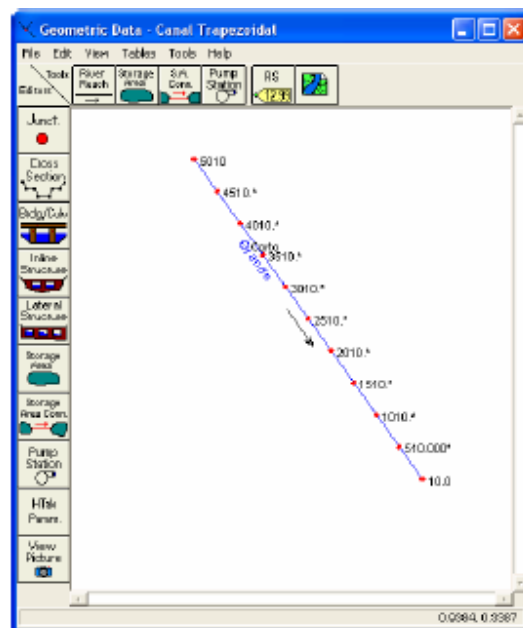 Geometric Data - Canal Trapezoidal
File Edit View Tables Tools Help
Tools
Editors
River
Reach
Storage
Area
S.A.
Conn.
Pump
Station
RS
Junct.
Cross
Section
Brdg/Culv
Inline
Structure
Lateral
Structure
Storage
Area
Storage
Area Conn.
Pump
Station
HTab
Param.
View
Picture
5010
4510.*
4010.*
Corto
3510.*
Grande
3010.*
2510.*
2010.*
1510.*
1010.*
510.000*
10.0
0.9384, 0.9387